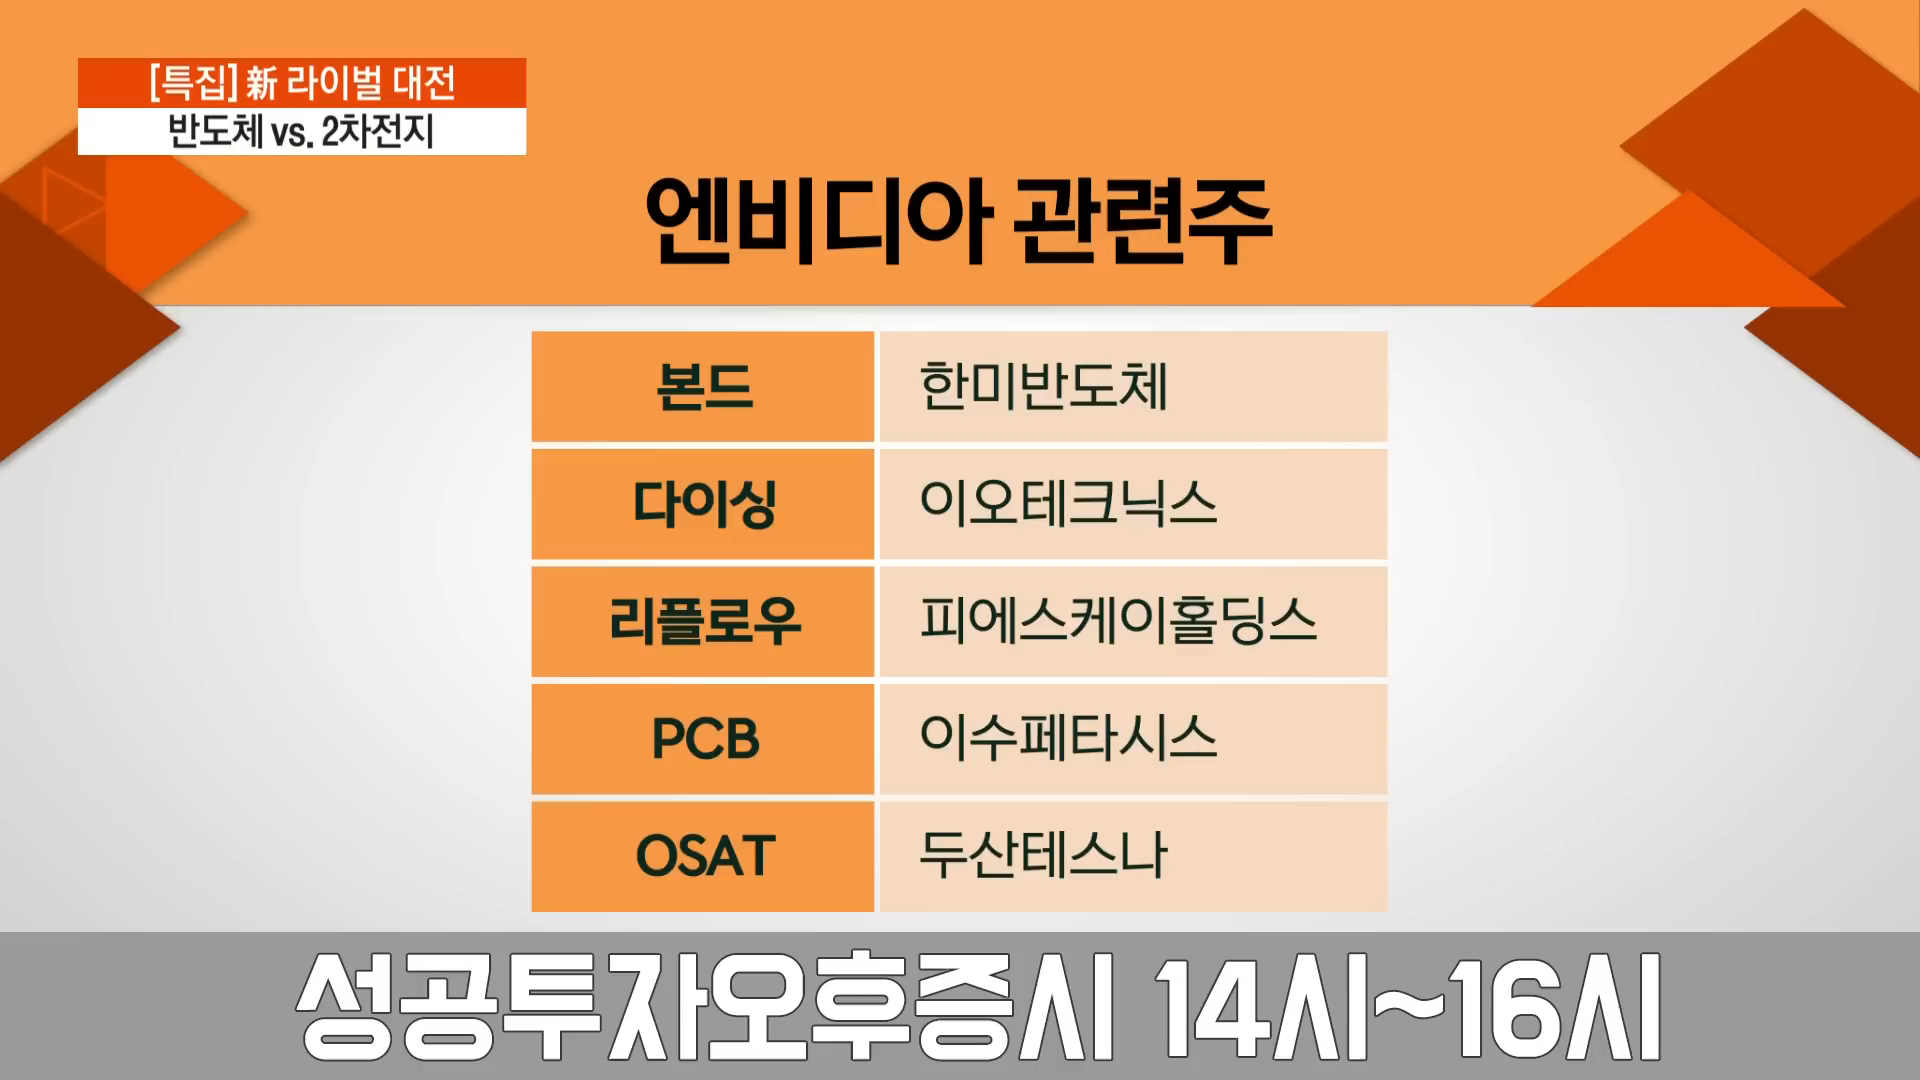 [특집] 新 라이벌 대전
반도체 vs. 2차전지
엔비디아 관련주
본드 한미반도체
다이싱 이오테크닉스
리플로우 피에스케이홀딩스
PCB 이수페타시스
OSAT 두산테스나
성공투자오후증시 14시~16시